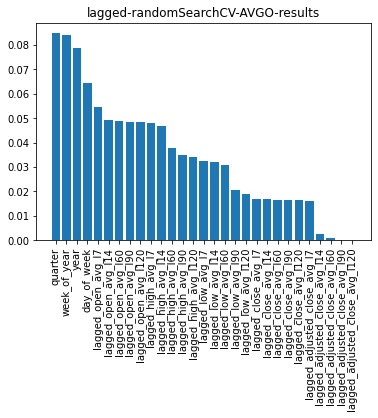 lagged-randomSearchCV-AVGO-results
0.08
0.07
0.06
0.05
0.04
0.03
0.02
0.01
0.00
quarter
week_of_year
year
day_of_week
lagged_open_avg_l7
lagged_open_avg_l14
lagged_open_avg_l60
lagged_open_avg_l90
lagged_open_avg_l120
lagged_high_avg_l7
lagged_high_avg_l14
lagged_high_avg_l60
lagged_high_avg_l90
lagged_high_avg_l120
lagged_low_avg_l7
lagged_low_avg_l14
lagged_low_avg_l60
lagged_low_avg_l90
lagged_low_avg_l120
lagged_close_avg_l7
lagged_close_avg_l14
lagged_close_avg_l60
lagged_close_avg_l90
lagged_close_avg_l120
lagged_adjusted_close_avg_l7
lagged_adjusted_close_avg_l14
lagged_adjusted_close_avg_l60
lagged_adjusted_close_avg_l90
lagged_adjusted_close_avg_l120